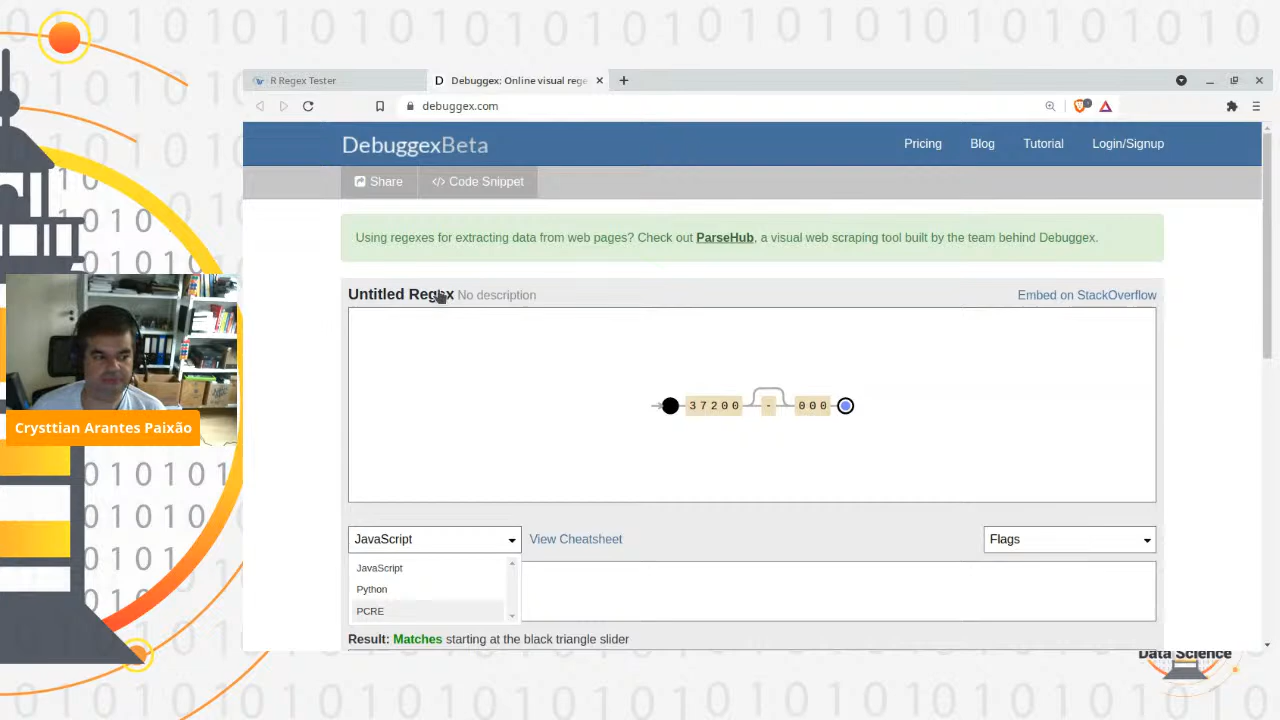 R Regex Tester
D Debuggex: Online visual rege
debuggex.com
DebuggexBeta
Pricing
Blog
Tutorial
Login/Signup
Share
</> Code Snippet
Using regexes for extracting data from web pages? Check out ParseHub, a visual web scraping tool built by the team behind Debuggex.
Untitled Regex No description
Embed on StackOverflow
37200
-
000
Crysttian Arantes Paixão
JavaScript
View Cheatsheet
Flags
JavaScript
Python
PCRE
Result: Matches starting at the black triangle slider
Data Science